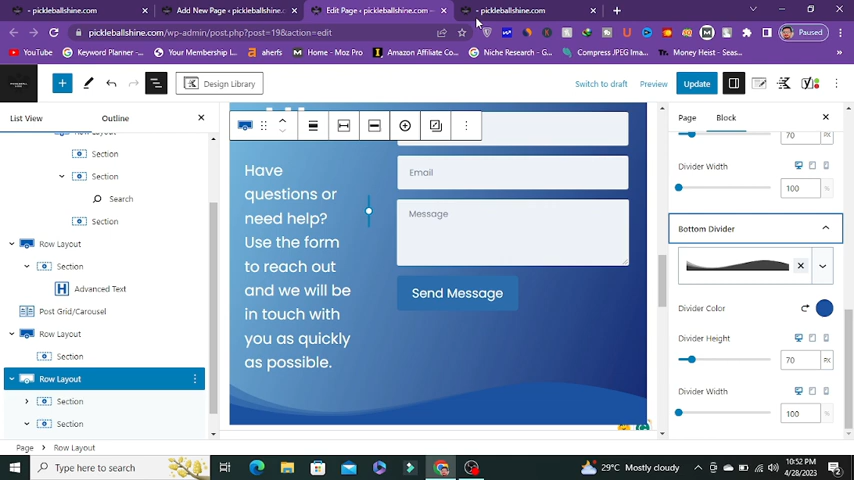 - pickleballshine.com
Add New Page ‹ pickleballshine.c
Edit Page ‹ pickleballshine.com —
- pickleballshine.com
pickleballshine.com/wp-admin/post.php?post=19&action=edit
Paused
YouTube
Keyword Planner -...
Your Membership, I...
aherfs
Home - Moz Pro
Amazon Affiliate Co...
Niche Research - G...
Compress JPEG Ima...
Money Heist - Seas...
Design Library
Switch to draft
Preview
Update
List View
Outline
Page
Block
Row Layout
Section
Section
Search
Section
Row Layout
Section
Advanced Text
Post Grid/Carousel
Row Layout
Section
Row Layout
Section
Section
Have
questions or
need help?
Use the form
to reach out
and we will be
in touch with
you as quickly
as possible.
Email
Message
Send Message
70
PX
Divider Width
100
%
Bottom Divider
Divider Color
Divider Height
70
PX
Divider Width
100
%
Page
Row Layout
Type here to search
29°C Mostly cloudy
10:52 PM
4/28/2023